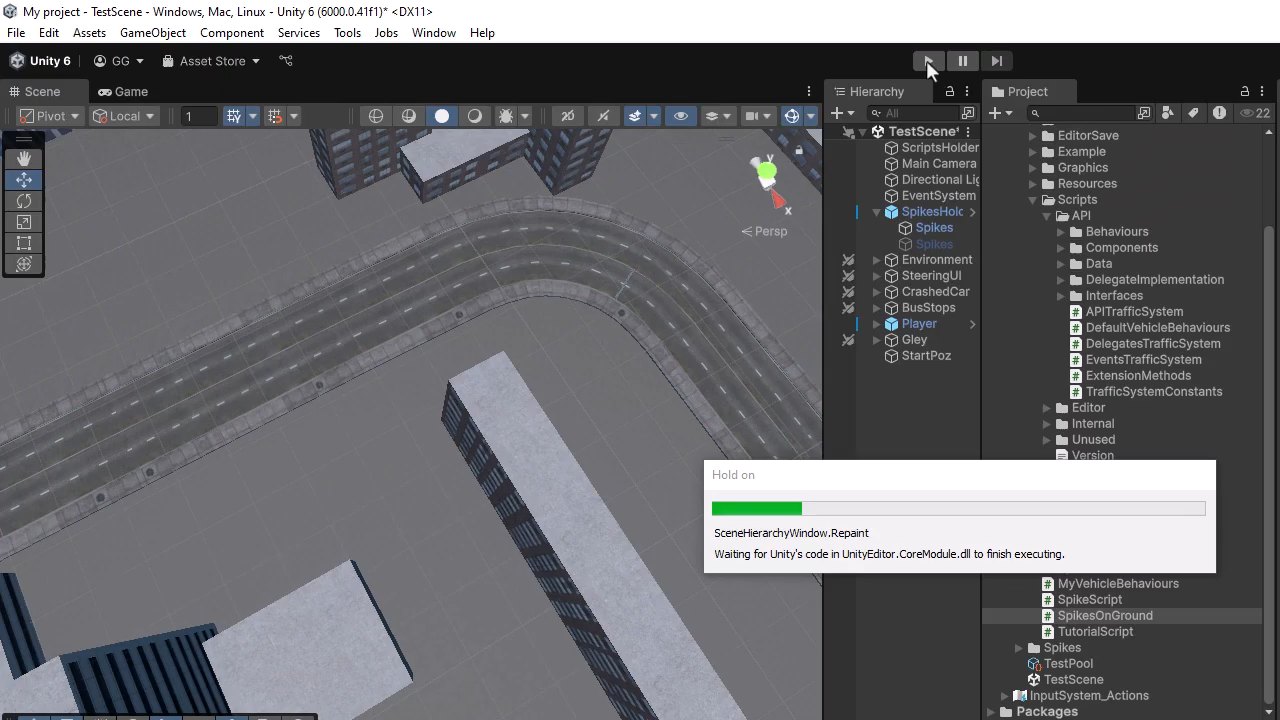 My project - TestScene - Windows, Mac, Linux - Unity 6 (6000.0.41f1)* <DX11>
File Edit Assets GameObject Component Services Tools Jobs Window Help
Unity 6 GG Asset Store
Scene Game Hierarchy Project
Pivot Local 1 2D All 22
TestScene*
ScriptsHolder
Main Camera
Directional Lig
EventSystem
SpikesHolc
Spikes
Spikes
Environment
SteeringUI
CrashedCar
BusStops
Player
Gley
StartPoz
EditorSave
Example
Graphics
Resources
Scripts
API
Behaviours
Components
Data
DelegateImplementation
Interfaces
APITrafficSystem
DefaultVehicleBehaviours
DelegatesTrafficSystem
EventsTrafficSystem
ExtensionMethods
TrafficSystemConstants
Editor
Internal
Unused
Version
MyVehicleBehaviours
SpikeScript
SpikesOnGround
TutorialScript
Spikes
TestPool
TestScene
InputSystem_Actions
Packages
y
x
Persp
Hold on
SceneHierarchyWindow.Repaint
Waiting for Unity's code in UnityEditor.CoreModule.dll to finish executing.